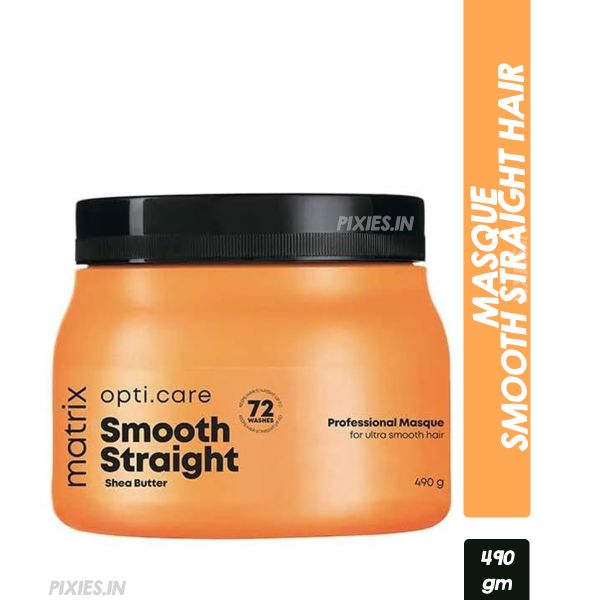 PIXIES.IN
matrix
opti.care
Smooth
Straight
Shea Butter
72
WASHES
Professional Masque
for ultra smooth hair
490 g
MASQUE
SMOOTH STRAIGHT HAIR
490
gm
PIXIES.IN